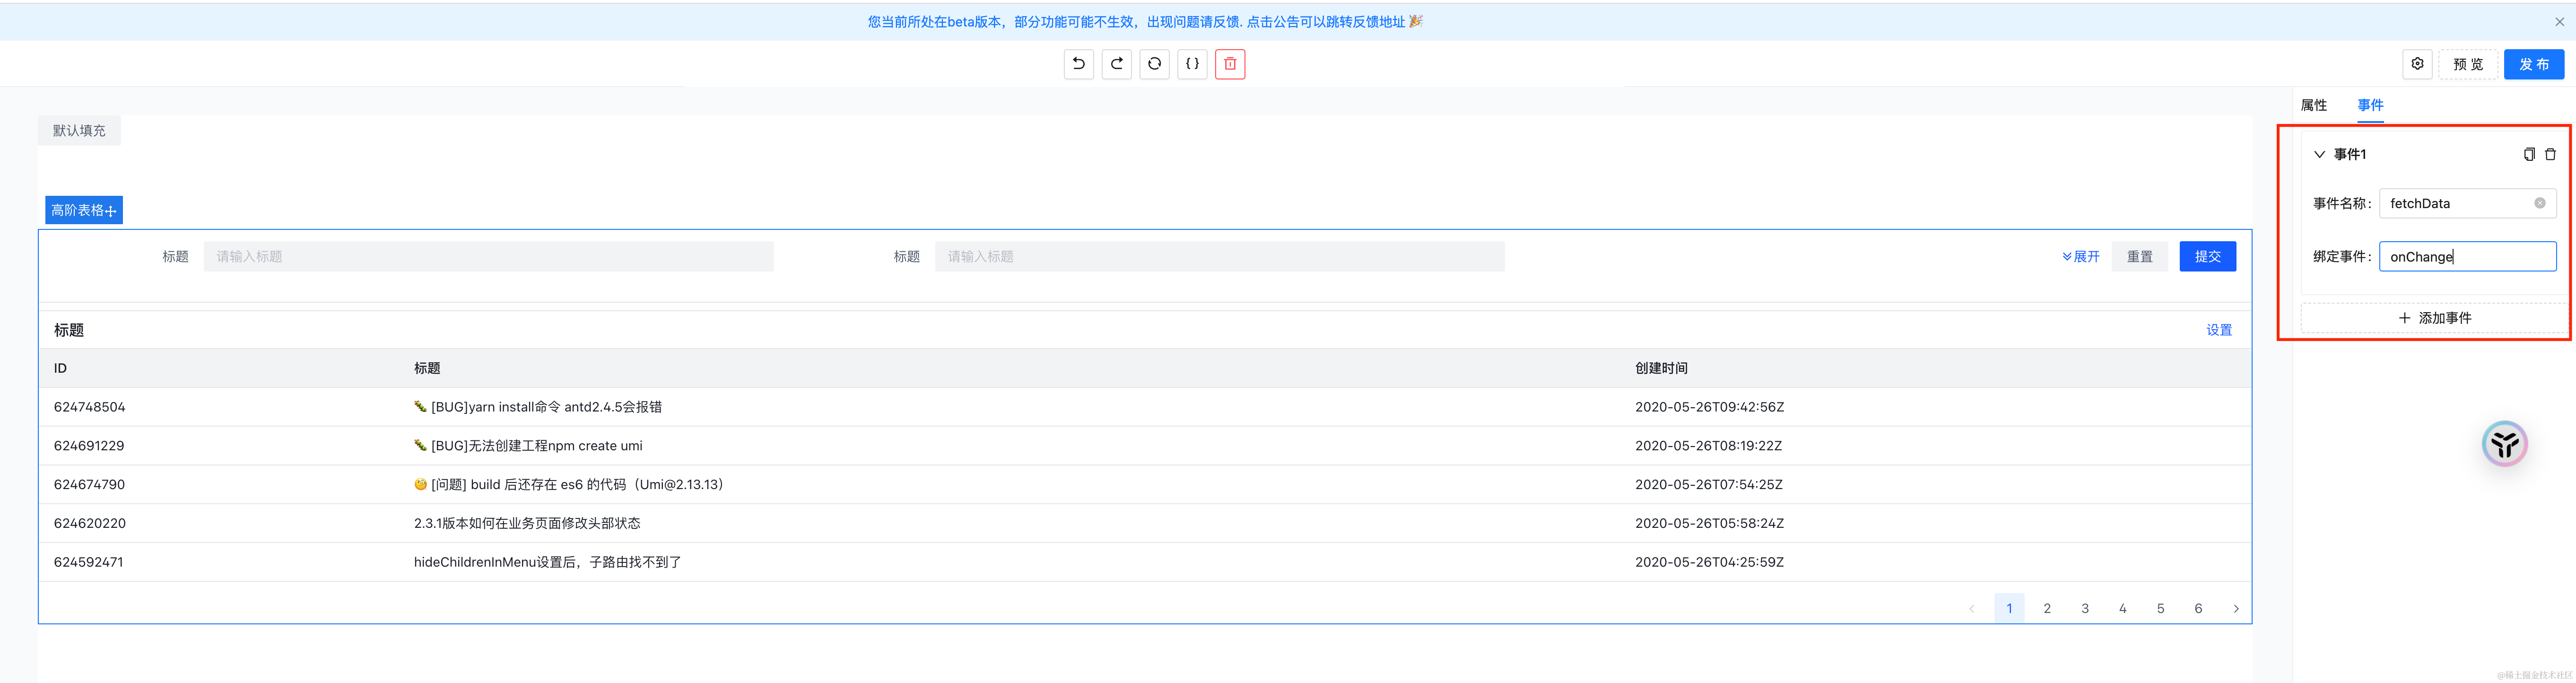 您当前所处在beta版本，部分功能可能不生效，出现问题请反馈. 点击公告可以跳转反馈地址🎉
{ }
预 览
发 布
属性 事件
默认填充
事件1
事件名称： fetchData
高阶表格
绑定事件： onChange
标题 请输入标题 标题 请输入标题 展开 重置 提交
+ 添加事件
标题 设置
ID 标题 创建时间
624748504 🐛 [BUG]yarn install命令 antd2.4.5会报错 2020-05-26T09:42:56Z
624691229 🐛 [BUG]无法创建工程npm create umi 2020-05-26T08:19:22Z
624674790 🧐 [问题] build 后还存在 es6 的代码（Umi@2.13.13） 2020-05-26T07:54:25Z
624620220 2.3.1版本如何在业务页面修改头部状态 2020-05-26T05:58:24Z
624592471 hideChildrenInMenu设置后，子路由找不到了 2020-05-26T04:25:59Z
1 2 3 4 5 6
@稀土掘金技术社区